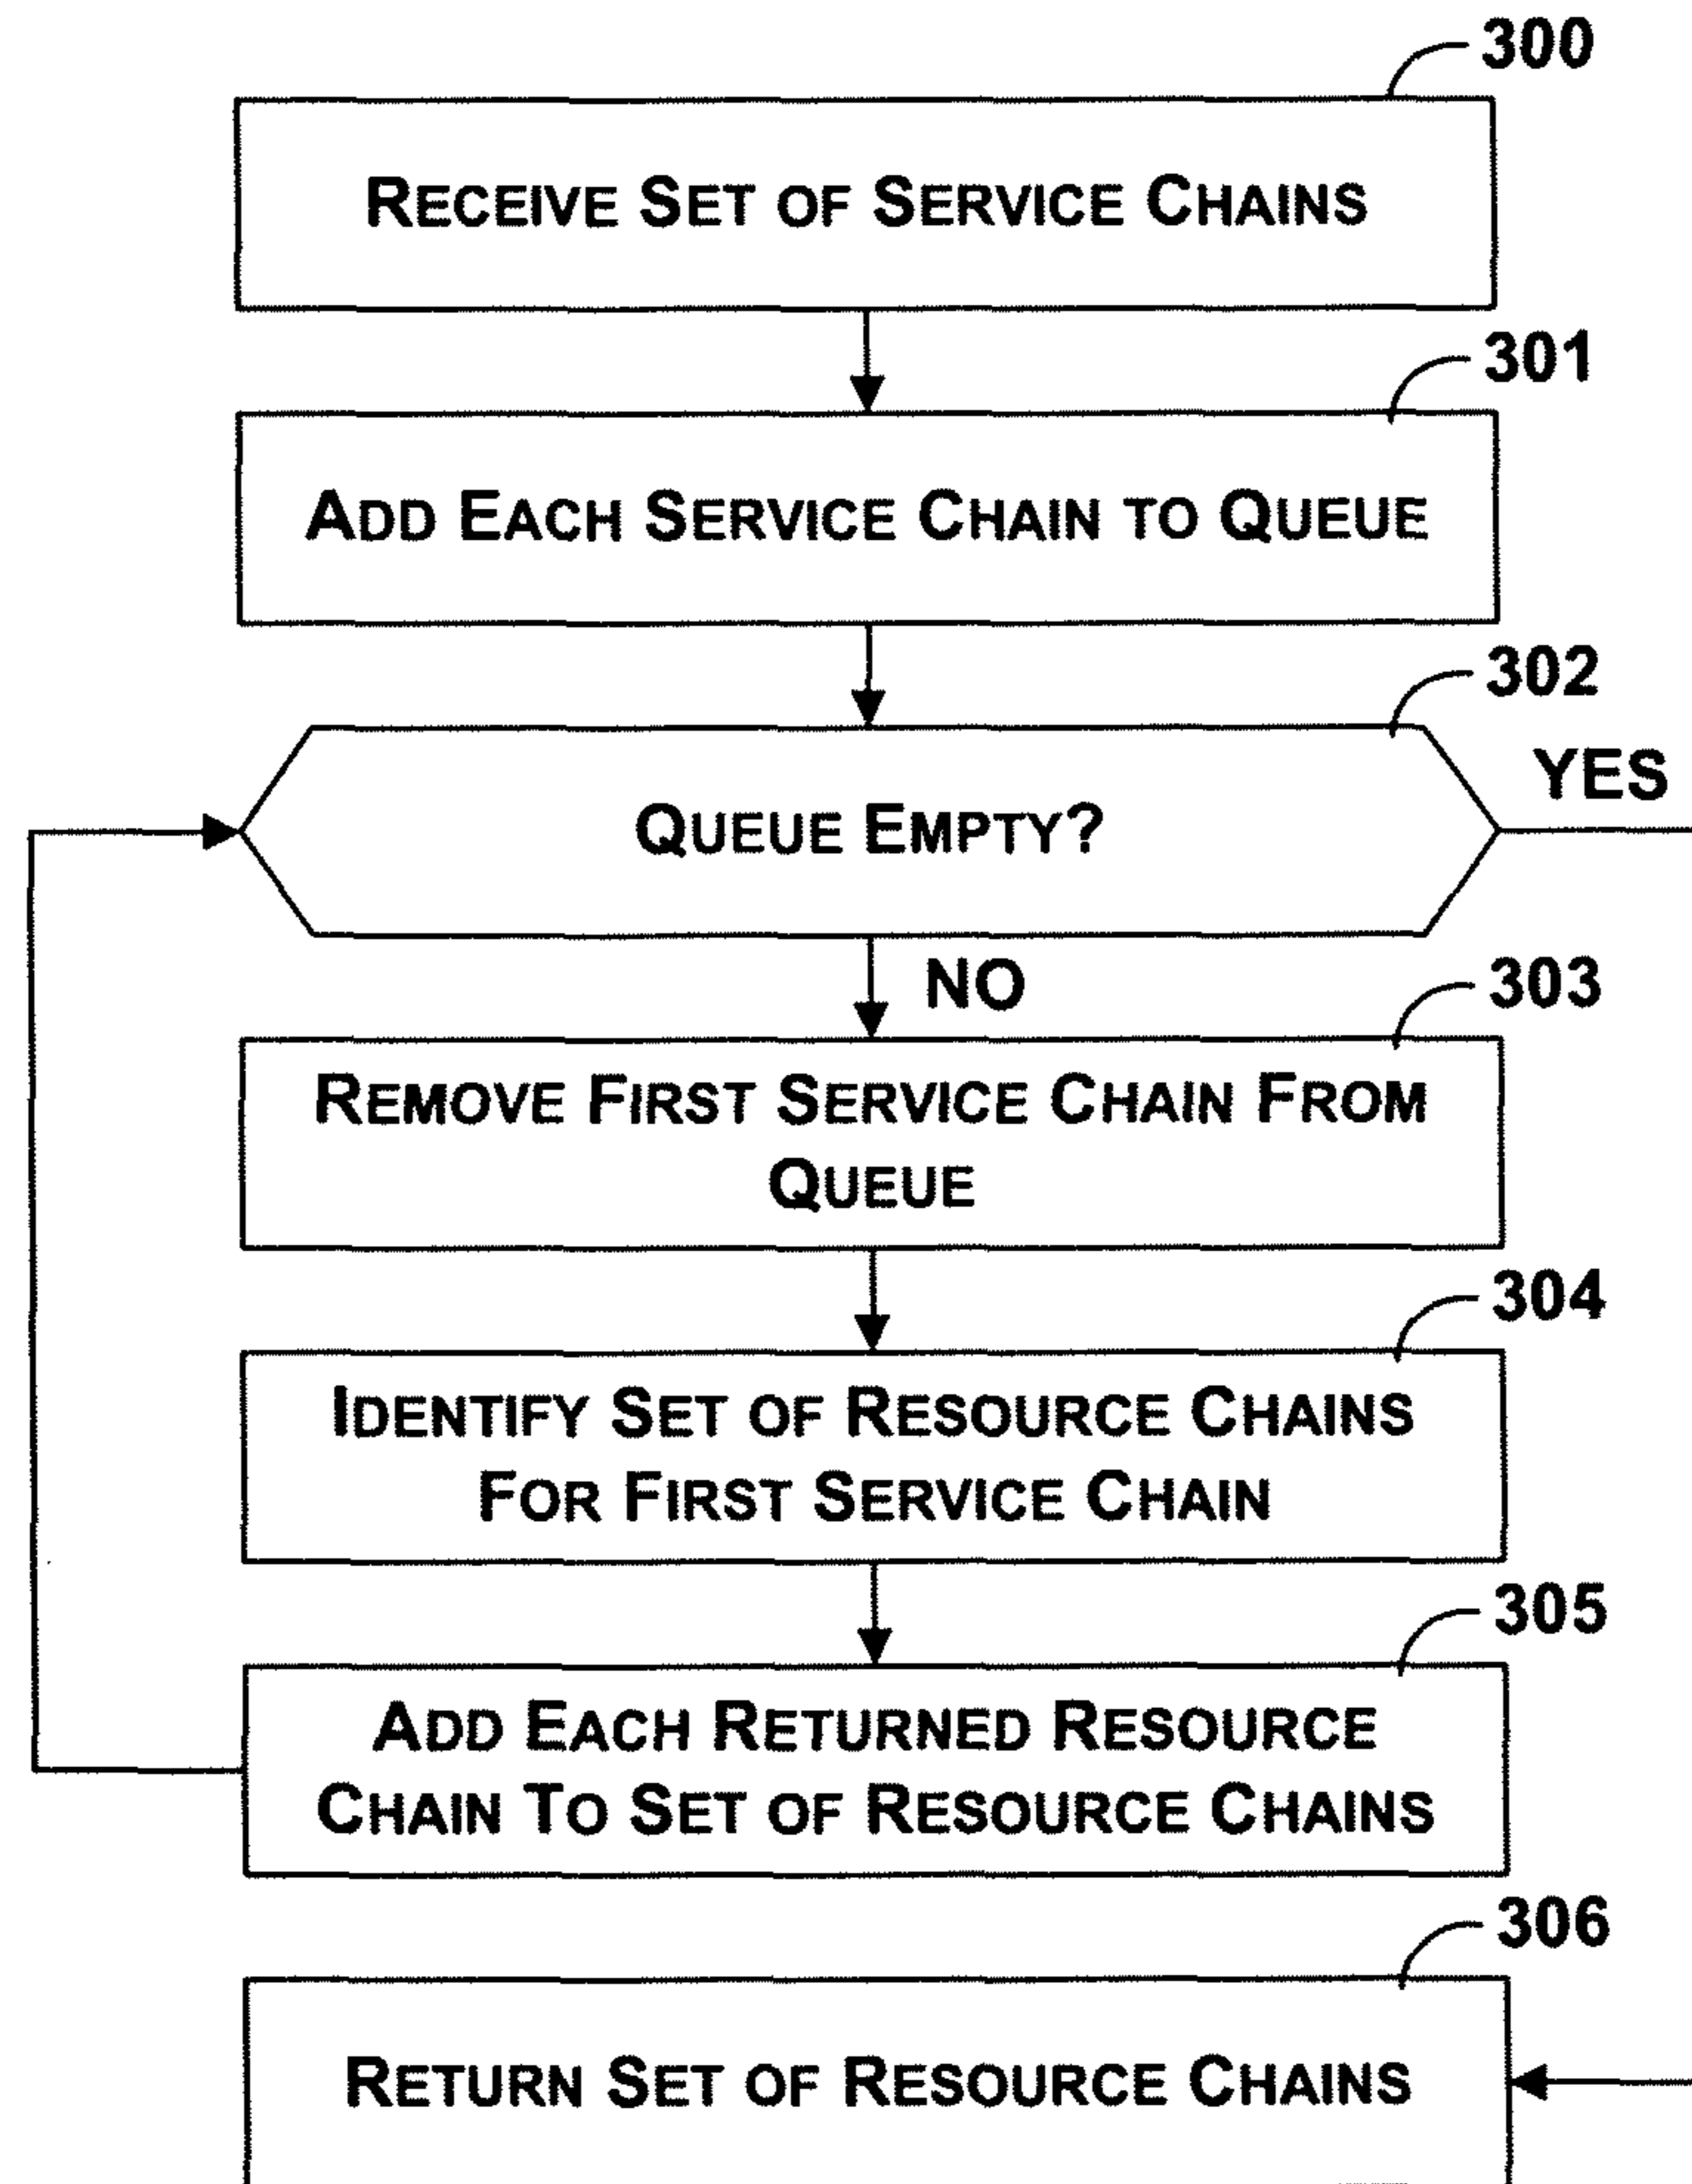 300
RECEIVE SET OF SERVICE CHAINS
301
ADD EACH SERVICE CHAIN TO QUEUE
302
YES
QUEUE EMPTY?
NO
303
REMOVE FIRST SERVICE CHAIN FROM
QUEUE
304
IDENTIFY SET OF RESOURCE CHAINS
FOR FIRST SERVICE CHAIN
305
ADD EACH RETURNED RESOURCE
CHAIN TO SET OF RESOURCE CHAINS
306
RETURN SET OF RESOURCE CHAINS